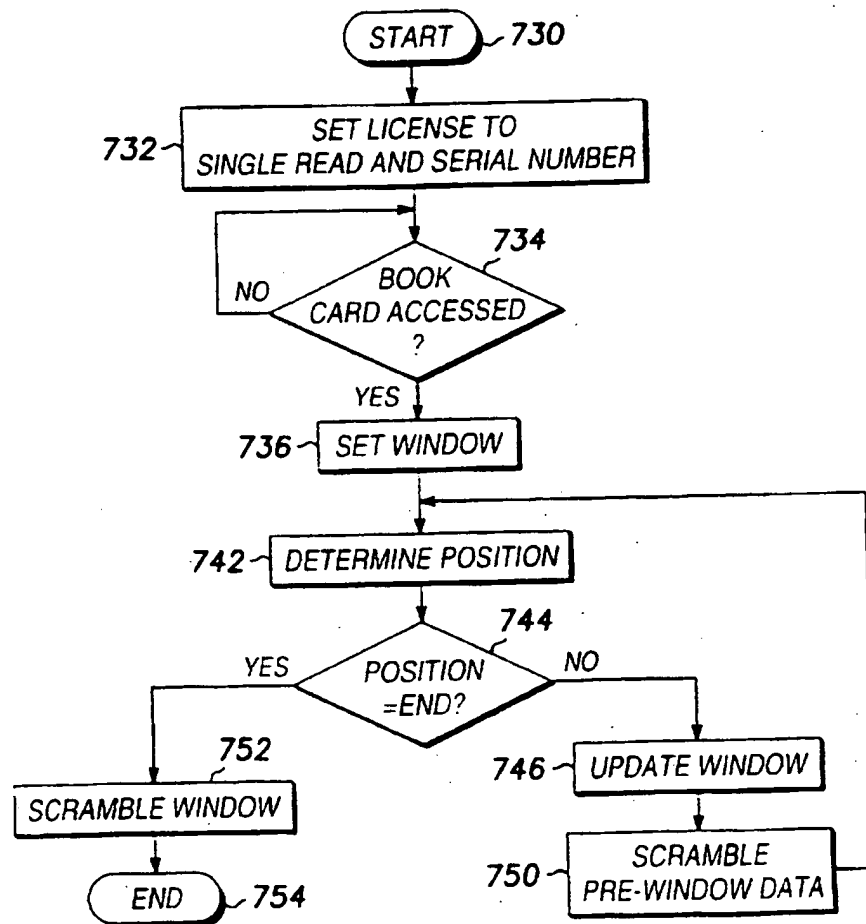 START
730
732
SET LICENSE TO
SINGLE READ AND SERIAL NUMBER
734
NO
BOOK
CARD ACCESSED
?
YES
736
SET WINDOW
742
DETERMINE POSITION
744
YES
POSITION
=END?
NO
752
SCRAMBLE WINDOW
746
UPDATE WINDOW
END
754
750
SCRAMBLE
PRE-WINDOW DATA